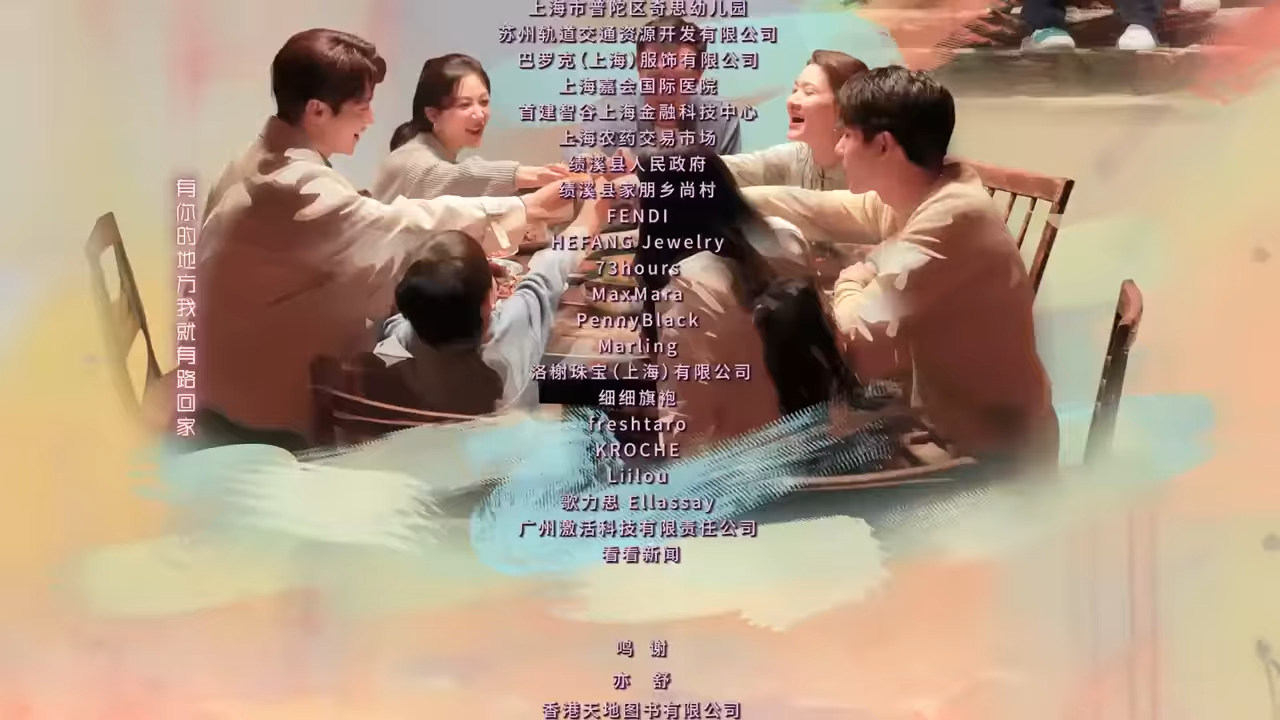 上海市普陀区奇思幼儿园
苏州轨道交通资源开发有限公司
巴罗克(上海)服饰有限公司
上海嘉会国际医院
首建智谷上海金融科技中心
上海农药交易市场
绩溪县人民政府
绩溪县家朋乡尚村
FENDI
HEFANG Jewelry
73hours
MaxMara
PennyBlack
Marling
洛榭珠宝(上海)有限公司
细细旗袍
freshtaro
KROCHE
Liilou
歌力思 Ellassay
广州激活科技有限责任公司
看看新闻
有你的地方我就有路回家
鸣 谢
亦 舒
香港天地图书有限公司